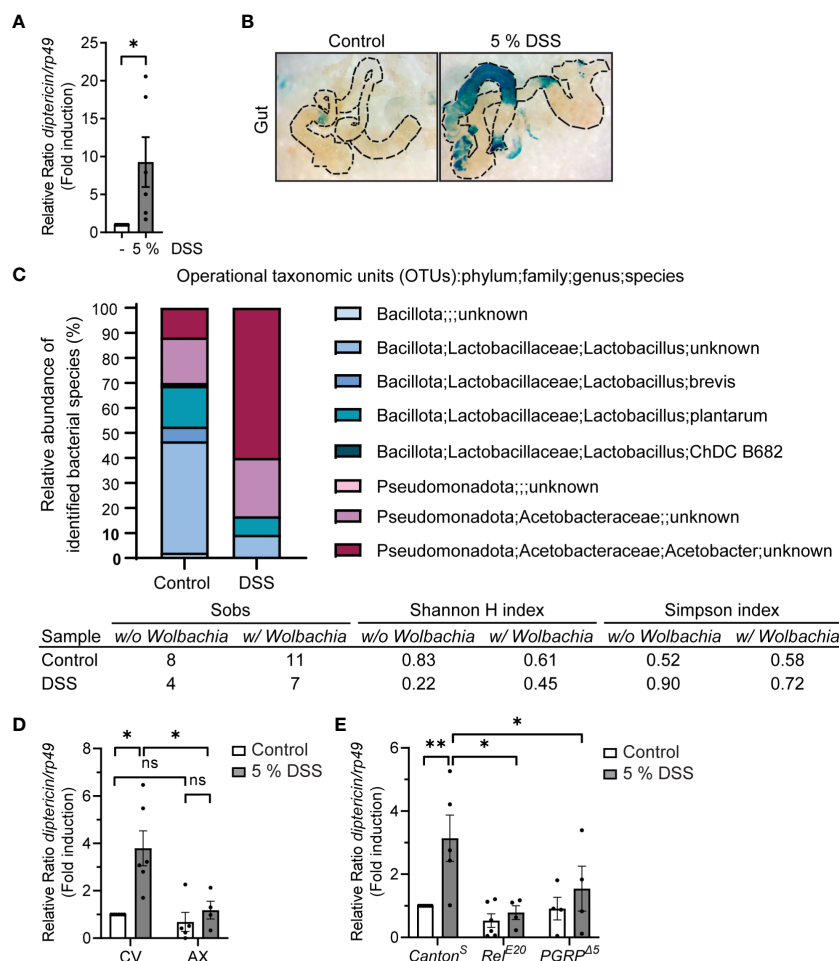 A
Relative Ratio diptericin/rp49
(Fold induction)
*
25
20
15
10
5
0
- 5 % DSS
B
Control
5 % DSS
Gut
C
Operational taxonomic units (OTUs):phylum;family;genus;species
Relative abundance of
identified bacterial species (%)
100
90
80
70
60
50
40
30
20
10
0
Control
DSS
Bacillota;;;unknown
Bacillota;Lactobacillaceae;Lactobacillus;unknown
Bacillota;Lactobacillaceae;Lactobacillus;brevis
Bacillota;Lactobacillaceae;Lactobacillus;plantarum
Bacillota;Lactobacillaceae;Lactobacillus;ChDC B682
Pseudomonadota;;;unknown
Pseudomonadota;Acetobacteraceae;;unknown
Pseudomonadota;Acetobacteraceae;Acetobacter;unknown
Sobs Shannon H index Simpson index
Sample w/o Wolbachia w/ Wolbachia w/o Wolbachia w/ Wolbachia w/o Wolbachia w/ Wolbachia
Control 8 11 0.83 0.61 0.52 0.58
DSS 4 7 0.22 0.45 0.90 0.72
D
Relative Ratio diptericin/rp49
(Fold induction)
8
6
4
2
0
* *
ns
ns
Control
5 % DSS
CV AX
E
Relative Ratio diptericin/rp49
(Fold induction)
6
4
2
0
*
** *
Control
5 % DSS
Canton^S Rel^E20 PGRP^Δ5